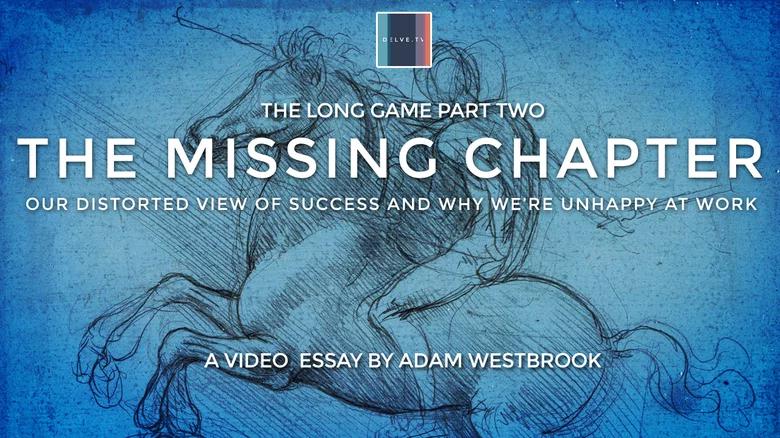 DELVE.TV
THE LONG GAME PART TWO
THE MISSING CHAPTER
OUR DISTORTED VIEW OF SUCCESS AND WHY WE'RE UNHAPPY AT WORK
A VIDEO ESSAY BY ADAM WESTBROOK